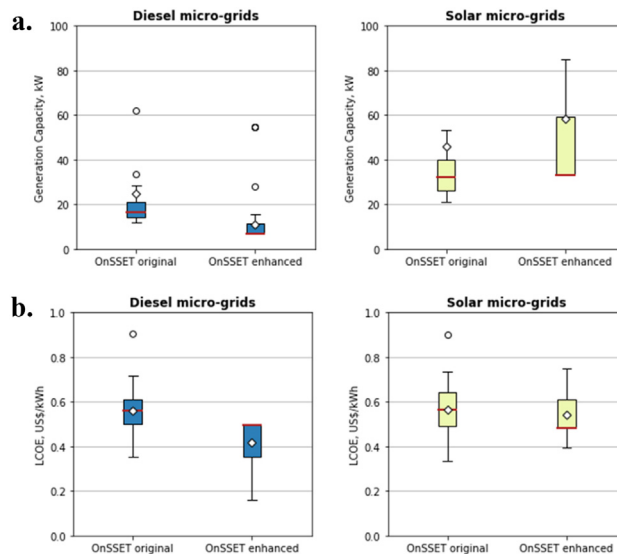 a.
Diesel micro-grids
Solar micro-grids
Generation Capacity, kW
100
80
60
40
20
0
OnSSET original
OnSSET enhanced
Generation Capacity, kW
100
80
60
40
20
0
OnSSET original
OnSSET enhanced
b.
Diesel micro-grids
Solar micro-grids
LCOE, US$/kWh
1.0
0.8
0.6
0.4
0.2
0.0
OnSSET original
OnSSET enhanced
LCOE, US$/kWh
1.0
0.8
0.6
0.4
0.2
0.0
OnSSET original
OnSSET enhanced